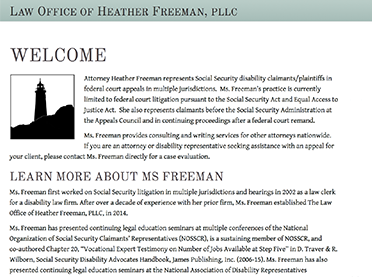 Law Office of Heather Freeman, PLLC
WELCOME
Attorney Heather Freeman represents Social Security disability claimants/plaintiffs in
federal court appeals in multiple jurisdictions.  Ms. Freeman's practice is currently
limited to federal court litigation pursuant to the Social Security Act and Equal Access to
Justice Act.  She also represents claimants before the Social Security Administration at
the Appeals Council and in continuing proceedings after a federal court remand.
Ms. Freeman provides consulting and writing services for other attorneys nationwide.
If you are an attorney or disability representative seeking assistance with an appeal
for your client, please contact Ms. Freeman directly for a case evaluation.
LEARN MORE ABOUT MS FREEMAN
Ms. Freeman first worked on Social Security litigation in multiple jurisdictions and hearings in 2002 as a law clerk
for a disability law firm. After over a decade of experience with her prior firm, Ms. Freeman established The Law
Office of Heather Freeman, PLLC, in 2014.
Ms. Freeman has presented continuing legal education seminars at multiple conferences of the National
Organization of Social Security Claimants' Representatives (NOSSCR), is a sustaining member of NOSSCR, and
co-authored Chapter 20, "Vocational Expert Testimony on Number of Jobs Available at Step Five" in D. Traver & R.
Wilborn, Social Security Disability Advocates Handbook, James Publishing, Inc. (2006-15). Ms. Freeman has also
presented continuing legal education seminars at the National Association of Disability Representatives